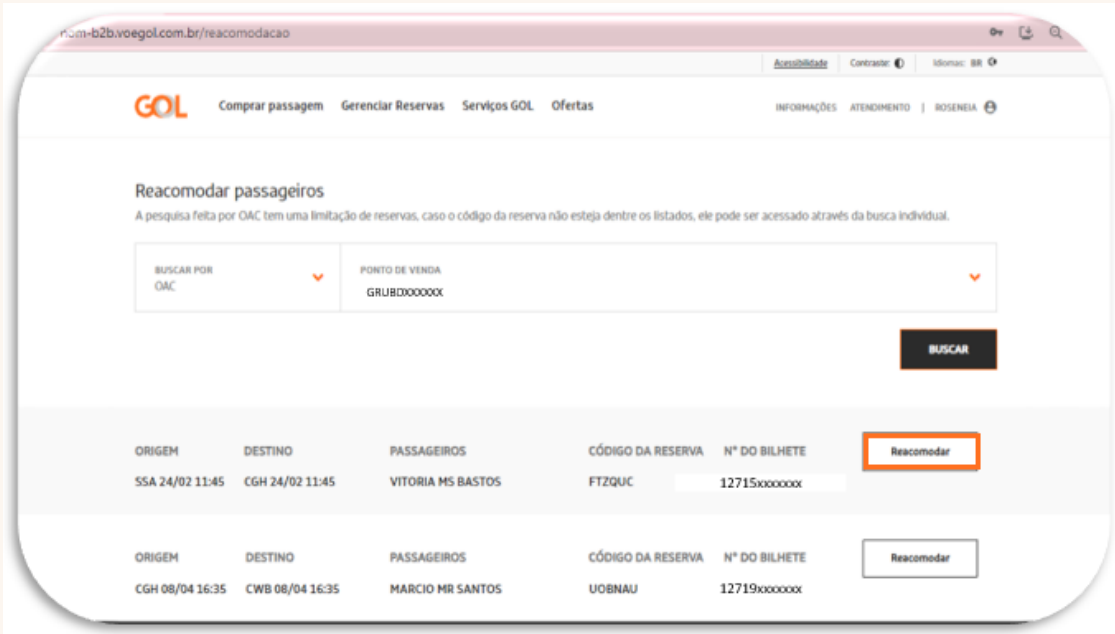 nom-b2b.voegol.com.br/reacomodacao
Acessibilidade Contraste: Idiomas: BR
GOL Comprar passagem Gerenciar Reservas Serviços GOL Ofertas INFORMAÇÕES ATENDIMENTO | ROSENEIA
Reacomodar passageiros
A pesquisa feita por OAC tem uma limitação de reservas, caso o código da reserva não esteja dentre os listados, ele pode ser acessado através da busca individual.
BUSCAR POR PONTO DE VENDA
OAC GRUBDXXXXXX
BUSCAR
ORIGEM DESTINO PASSAGEIROS CÓDIGO DA RESERVA N° DO BILHETE Reacomodar
SSA 24/02 11:45 CGH 24/02 11:45 VITORIA MS BASTOS FTZQUC 12715xxxxxxx
ORIGEM DESTINO PASSAGEIROS CÓDIGO DA RESERVA N° DO BILHETE Reacomodar
CGH 08/04 16:35 CWB 08/04 16:35 MARCIO MR SANTOS UOBNAU 12719xxxxxxx